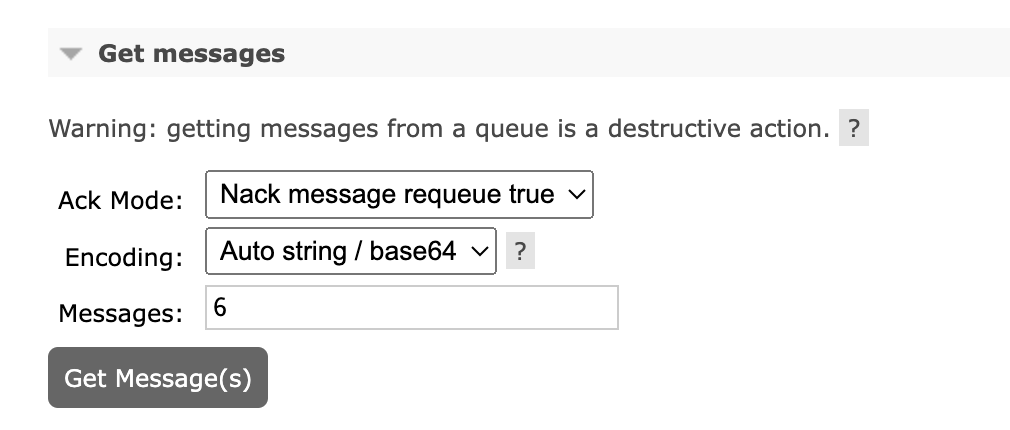 Get messages
Warning: getting messages from a queue is a destructive action. ?
Ack Mode: Nack message requeue true
Encoding: Auto string / base64 ?
Messages: 6
Get Message(s)